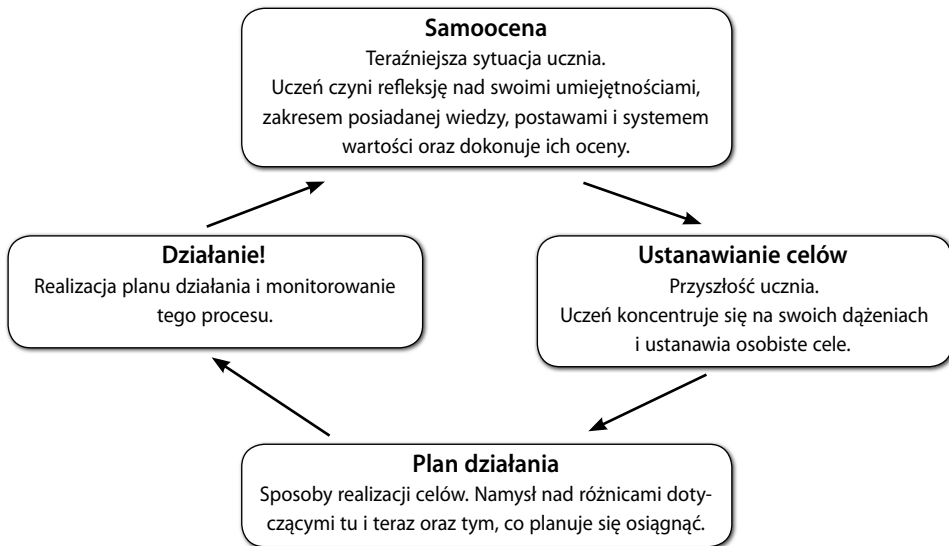 Samoocena
Teraźniejsza sytuacja ucznia.
Uczeń czyni refleksję nad swoimi umiejętnościami,
zakresem posiadanej wiedzy, postawami i systemem
wartości oraz dokonuje ich oceny.
Działanie!
Realizacja planu działania i monitorowanie
tego procesu.
Ustanawianie celów
Przyszłość ucznia.
Uczeń koncentruje się na swoich dążeniach
i ustanawia osobiste cele.
Plan działania
Sposoby realizacji celów. Namysł nad różnicami doty-
czącymi tu i teraz oraz tym, co planuje się osiągnąć.